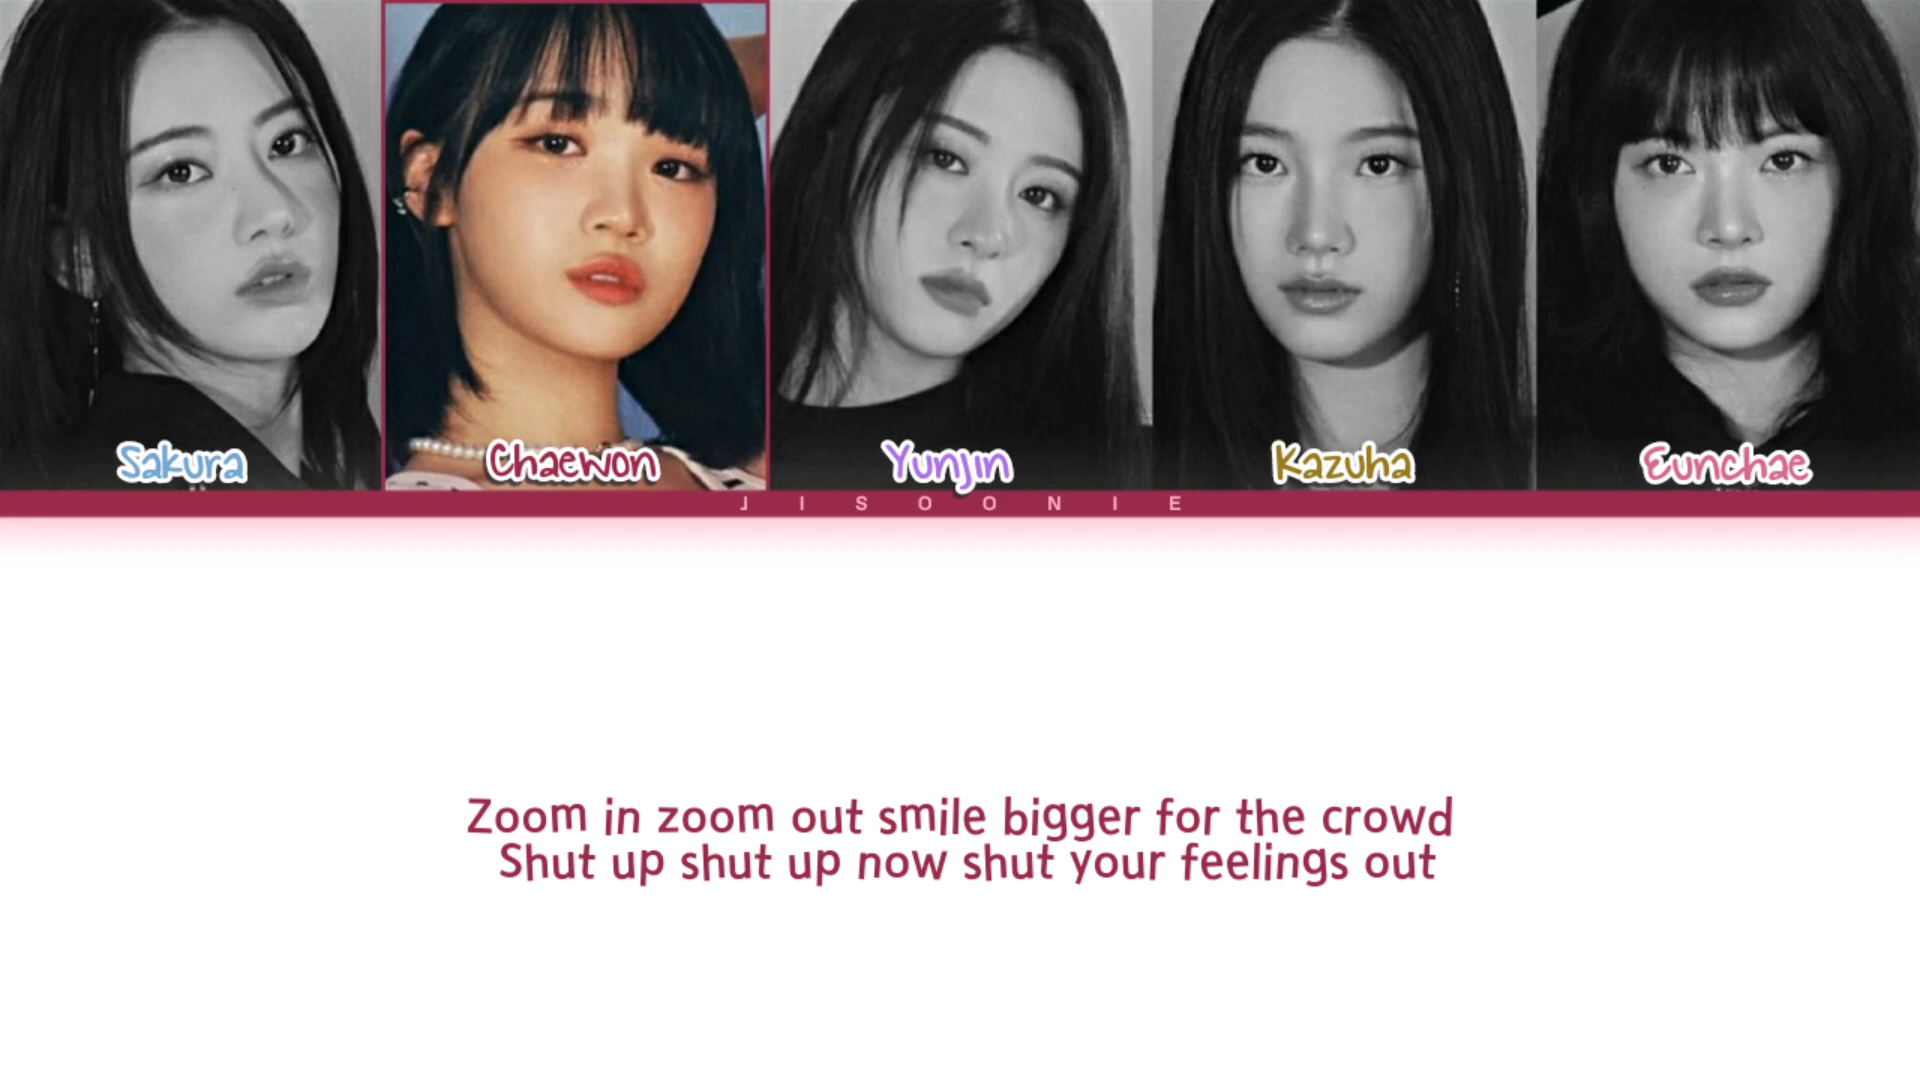 Sakura
Chaewon
Yunjin
Kazuha
Eunchae
JISOONIE
Zoom in zoom out smile bigger for the crowd
Shut up shut up now shut your feelings out